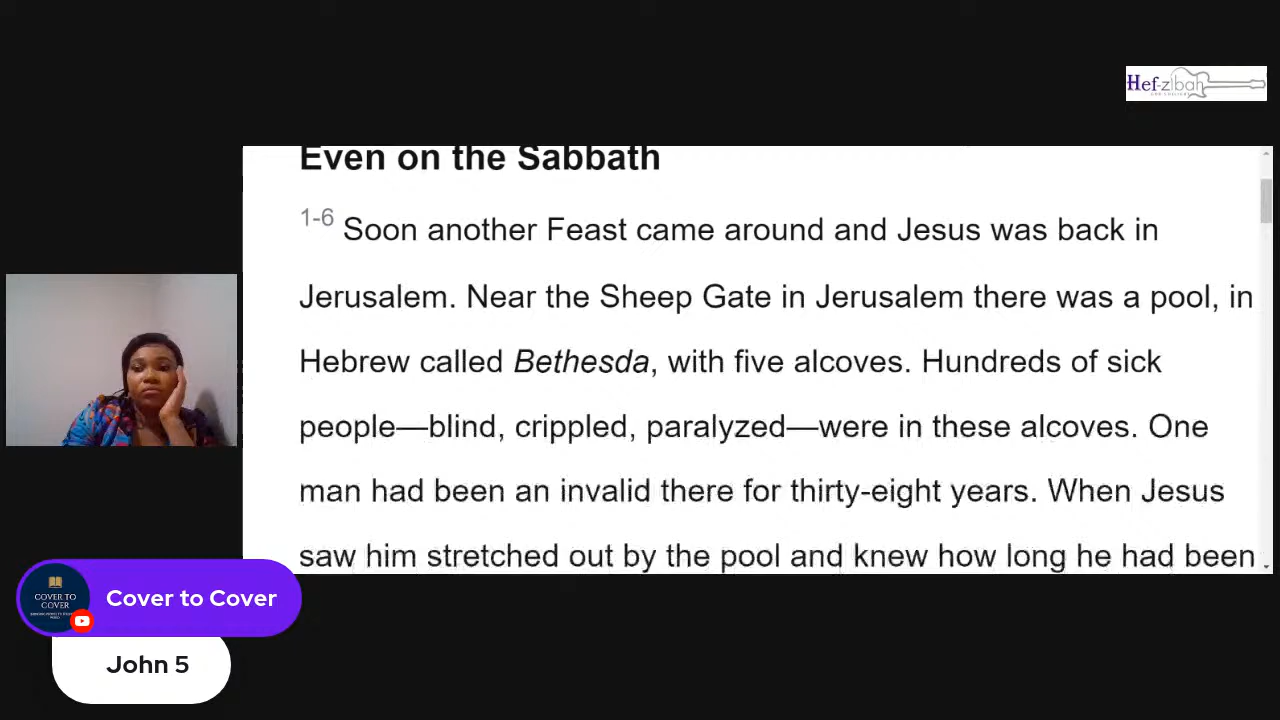 Hef-zibah
Even on the Sabbath
1-6 Soon another Feast came around and Jesus was back in
Jerusalem. Near the Sheep Gate in Jerusalem there was a pool, in
Hebrew called Bethesda, with five alcoves. Hundreds of sick
people—blind, crippled, paralyzed—were in these alcoves. One
man had been an invalid there for thirty-eight years. When Jesus
saw him stretched out by the pool and knew how long he had been
COVER TO
COVER
Cover to Cover
John 5